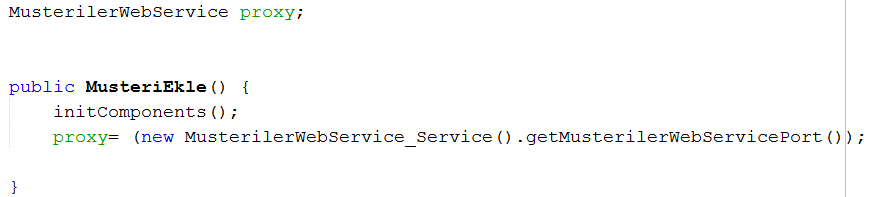 MusterilerWebService proxy;
public MusteriEkle() {
initComponents();
proxy= (new MusterilerWebService_Service().getMusterilerWebServicePort());
}